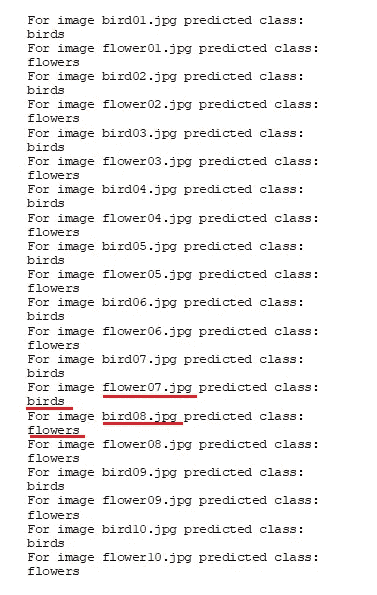 For image bird01.jpg predicted class:
birds
For image flower01.jpg predicted class:
flowers
For image bird02.jpg predicted class:
birds
For image flower02.jpg predicted class:
flowers
For image bird03.jpg predicted class:
birds
For image flower03.jpg predicted class:
flowers
For image bird04.jpg predicted class:
birds
For image flower04.jpg predicted class:
flowers
For image bird05.jpg predicted class:
birds
For image flower05.jpg predicted class:
flowers
For image bird06.jpg predicted class:
birds
For image flower06.jpg predicted class:
flowers
For image bird07.jpg predicted class:
birds
For image flower07.jpg predicted class:
birds
For image bird08.jpg predicted class:
flowers
For image flower08.jpg predicted class:
flowers
For image bird09.jpg predicted class:
birds
For image flower09.jpg predicted class:
flowers
For image bird10.jpg predicted class:
birds
For image flower10.jpg predicted class:
flowers